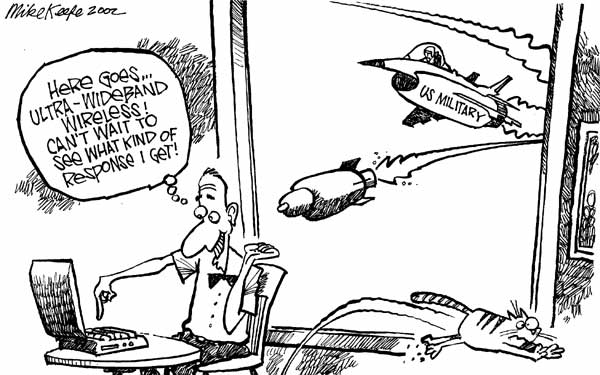 Mike Keefe 2002
HERE GOES...
ULTRA-WIDEBAND
WIRELESS!
CAN'T WAIT TO
SEE WHAT KIND OF
RESPONSE I GET!
US MILITARY